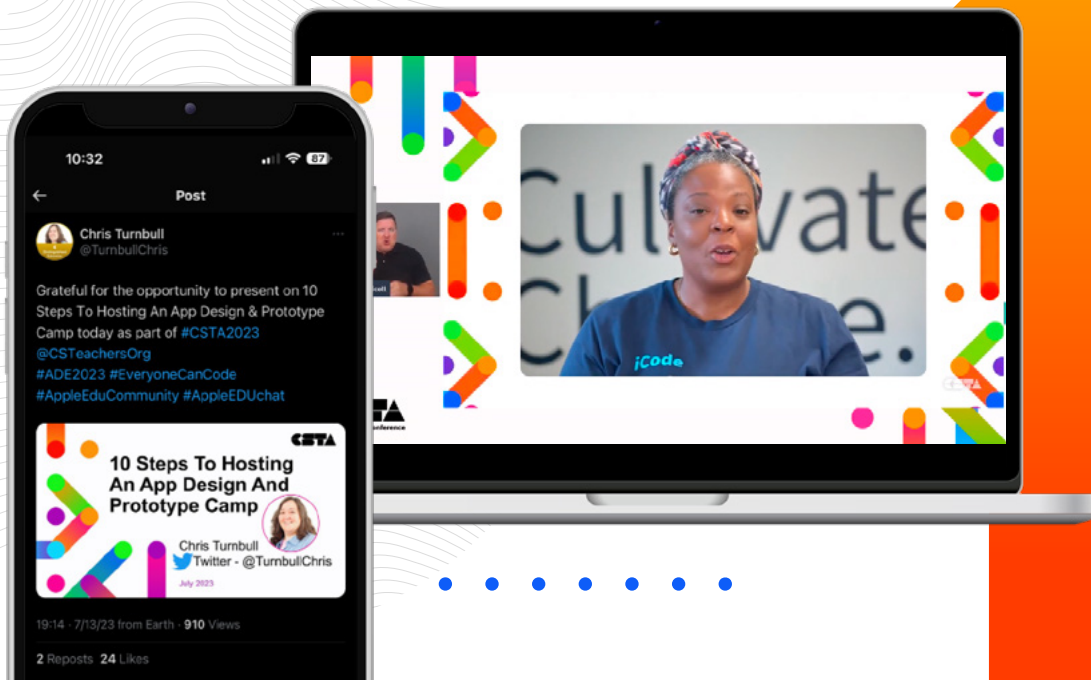 10:32
87
Post
Chris Turnbull
@TurnbullChris
Grateful for the opportunity to present on 10
Steps To Hosting An App Design & Prototype
Camp today as part of #CSTA2023
@CSTeachersOrg
#ADE2023 #EveryoneCanCode
#AppleEduCommunity #AppleEDUchat
CSTA
10 Steps To Hosting
An App Design And
Prototype Camp
Chris Turnbull
Twitter - @TurnbullChris
July 2023
19:14 · 7/13/23 from Earth · 910 Views
2 Reposts 24 Likes
Cultivate
iCode
CSTA